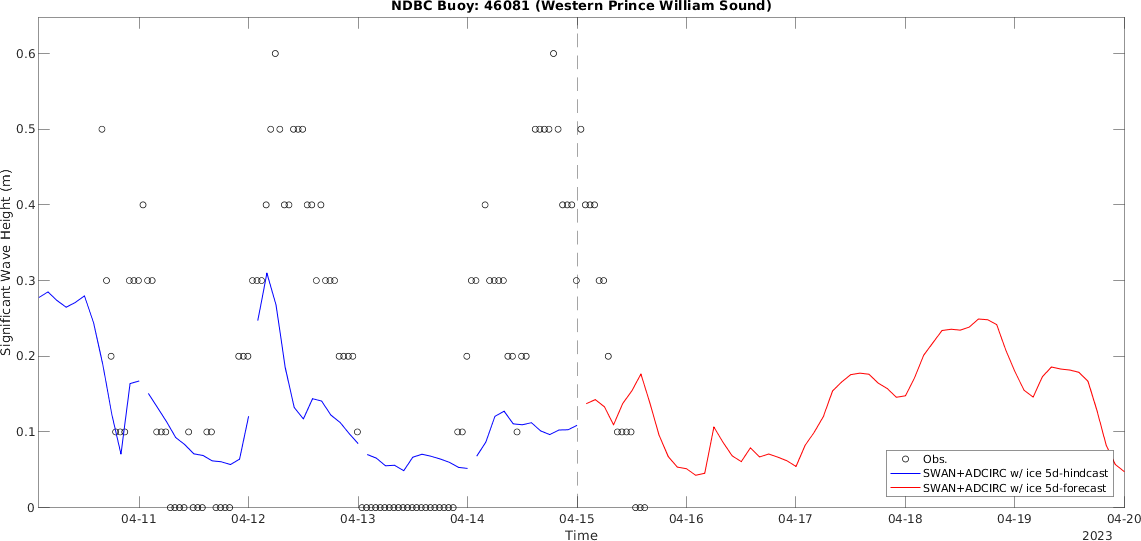 NDBC Buoy: 46081 (Western Prince William Sound)
Significant Wave Height (m)
0.6
0.5
0.4
0.3
0.2
0.1
0
Obs.
SWAN+ADCIRC w/ ice 5d-hindcast
SWAN+ADCIRC w/ ice 5d-forecast
04-11 04-12 04-13 04-14 04-15 04-16 04-17 04-18 04-19 04-20
Time
2023